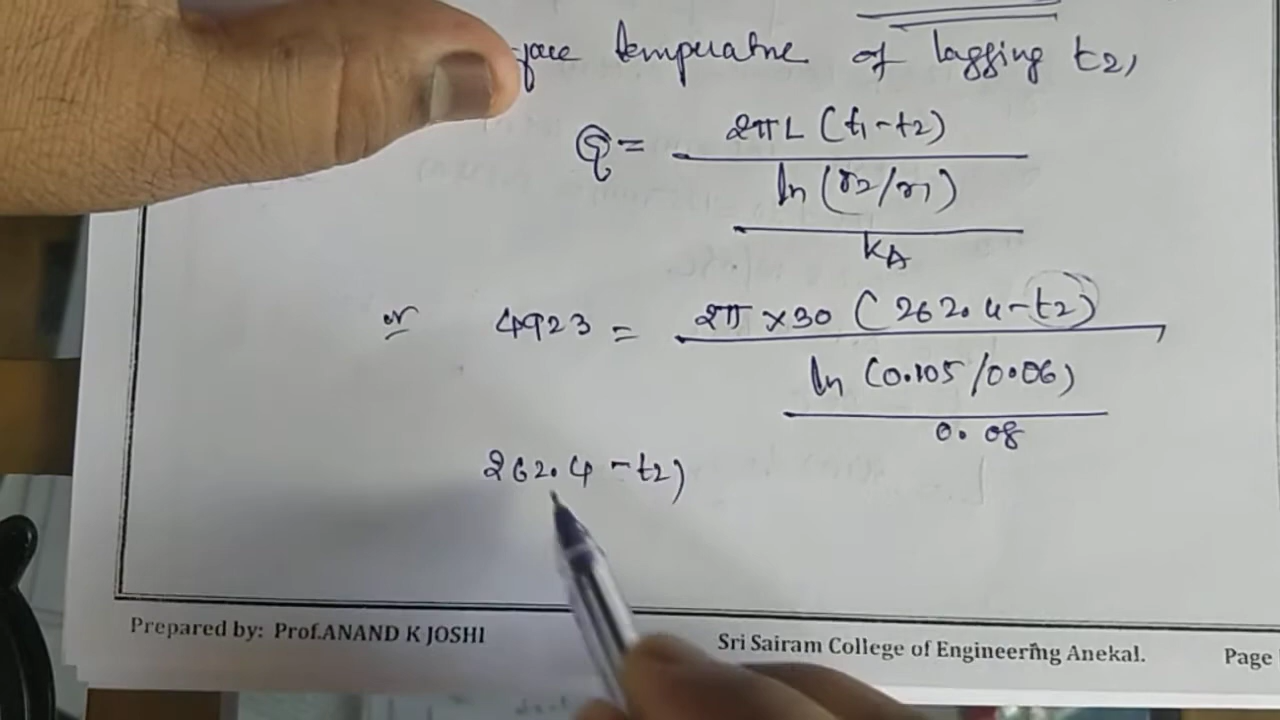 temperature of lagging t2,
Q = 2πL (t1-t2)
ln (r2/r1)
KA
or 4923 = 2π × 30 (262.4-t2)
ln (0.105/0.06)
0.08
262.4 - t2)
Prepared by: Prof.ANAND K JOSHI
Sri Sairam College of Engineering Anekal.
Page